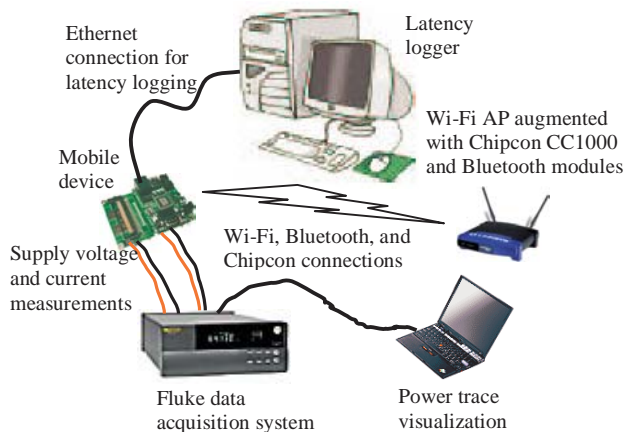 Ethernet
connection for
latency logging
Latency
logger
Wi-Fi AP augmented
with Chipcon CC1000
and Bluetooth modules
Mobile
device
Wi-Fi, Bluetooth, and
Chipcon connections
Supply voltage
and current
measurements
Fluke data
acquisition system
Power trace
visualization